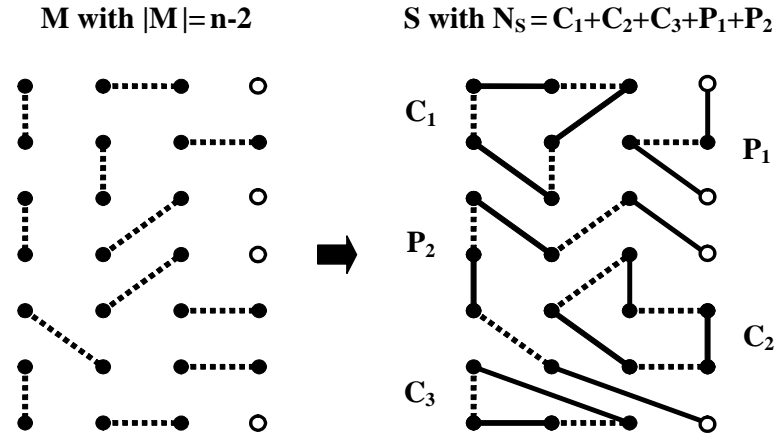 M with |M|= n-2
S with N_S = C_1+C_2+C_3+P_1+P_2
C_1
P_1
P_2
C_2
C_3